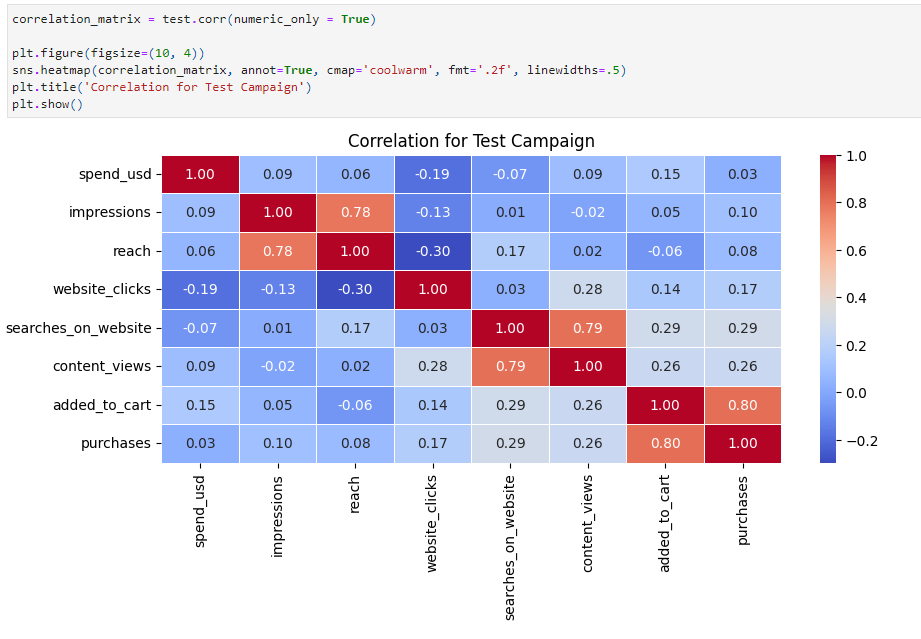 correlation_matrix = test.corr(numeric_only = True)
plt.figure(figsize=(10, 4))
sns.heatmap(correlation_matrix, annot=True, cmap='coolwarm', fmt='.2f', linewidths=.5)
plt.title('Correlation for Test Campaign')
plt.show()
Correlation for Test Campaign
spend_usd 1.00 0.09 0.06 -0.19 -0.07 0.09 0.15 0.03
impressions 0.09 1.00 0.78 -0.13 0.01 -0.02 0.05 0.10
reach 0.06 0.78 1.00 -0.30 0.17 0.02 -0.06 0.08
website_clicks -0.19 -0.13 -0.30 1.00 0.03 0.28 0.14 0.17
searches_on_website -0.07 0.01 0.17 0.03 1.00 0.79 0.29 0.29
content_views 0.09 -0.02 0.02 0.28 0.79 1.00 0.26 0.26
added_to_cart 0.15 0.05 -0.06 0.14 0.29 0.26 1.00 0.80
purchases 0.03 0.10 0.08 0.17 0.29 0.26 0.80 1.00
spend_usd
impressions
reach
website_clicks
searches_on_website
content_views
added_to_cart
purchases
1.0
0.8
0.6
0.4
0.2
0.0
−0.2